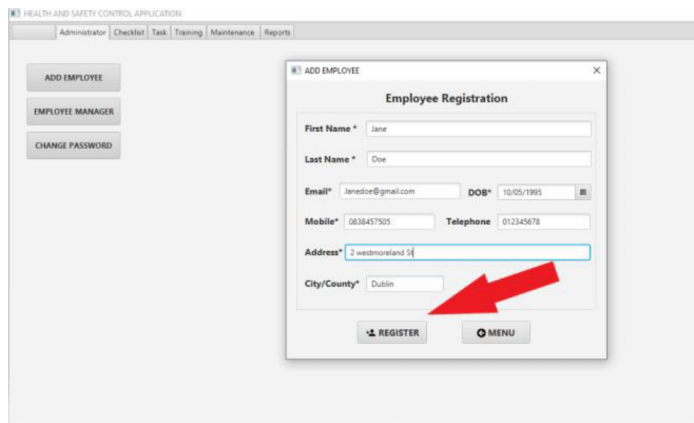 HEALTH AND SAFETY CONTROL APPLICATION
Administrator Checklist Task Training Maintenance Reports
ADD EMPLOYEE
EMPLOYEE MANAGER
CHANGE PASSWORD
ADD EMPLOYEE
Employee Registration
First Name * Jane
Last Name * Doe
Email* Janedoe@gmail.com DOB* 10/05/1995
Mobile* 0838457505 Telephone 012345678
Address* 2 westmoreland St
City/County* Dublin
REGISTER MENU